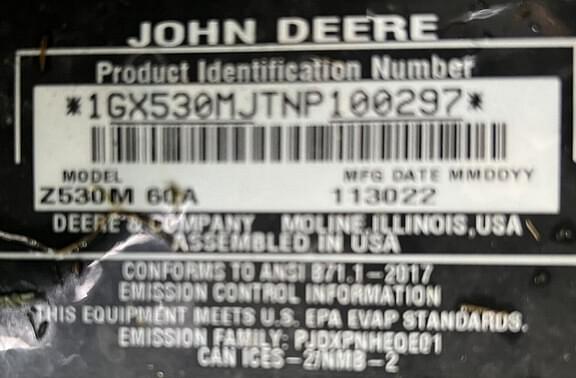 JOHN DEERE
Product Identification Number
*1GX530MJTNP100297*
MODEL MFG DATE MMDDYY
Z530M 60A 113022
DEERE & COMPANY MOLINE, ILLINOIS, USA
ASSEMBLED IN USA
CONFORMS TO ANSI B71.1-2017
EMISSION CONTROL INFORMATION
THIS EQUIPMENT MEETS U.S. EPA EVAP STANDARDS.
EMISSION FAMILY: PJDXPNHEQE01
CAN ICES-2/NMB-2